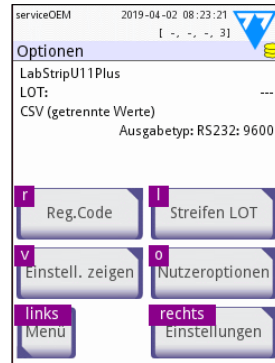 serviceOEM 2019-04-02 08:23:21
[ -, -, -, 3]
Optionen
LabStripU11Plus
LOT: ---
CSV (getrennte Werte)
Ausgabetyp: RS232: 9600
r l
Reg.Code Streifen LOT
v o
Einstell. zeigen Nutzeroptionen
links rechts
Menü Einstellungen